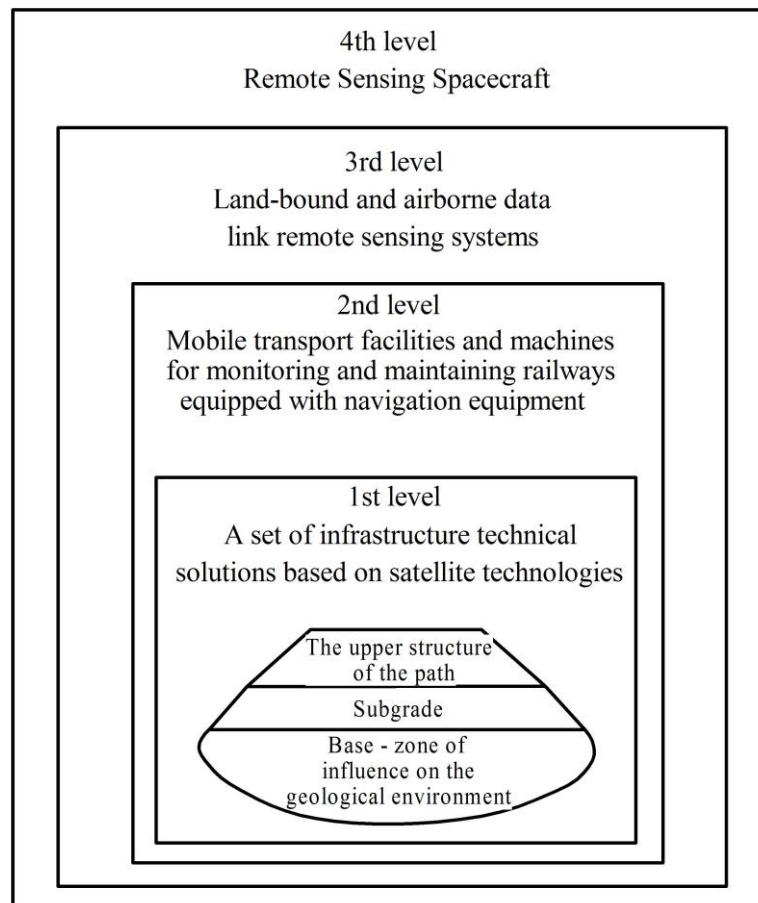 4th level
Remote Sensing Spacecraft
3rd level
Land-bound and airborne data
link remote sensing systems
2nd level
Mobile transport facilities and machines
for monitoring and maintaining railways
equipped with navigation equipment
1st level
A set of infrastructure technical
solutions based on satellite technologies
The upper structure
of the path
Subgrade
Base - zone of
influence on the
geological environment